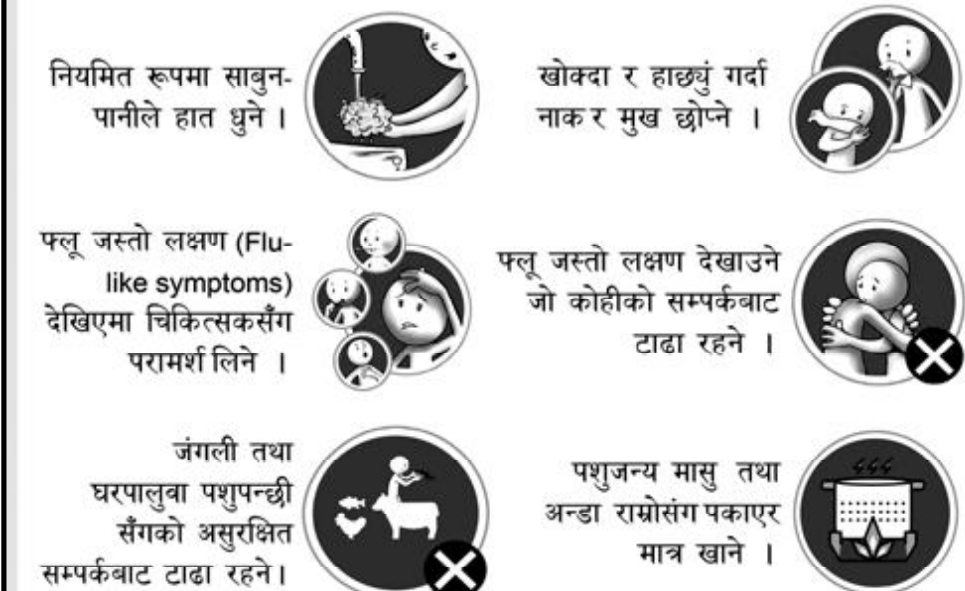 नियमित रूपमा साबुन-
पानीले हात धुने ।
खोक्दा र हाछ्युं गर्दा
नाक र मुख छोप्ने ।
फ्लू जस्तो लक्षण (Flu-
like symptoms)
देखिएमा चिकित्सकसँग
परामर्श लिने ।
फ्लू जस्तो लक्षण देखाउने
जो कोहीको सम्पर्कबाट
टाढा रहने ।
जंगली तथा
घरपालुवा पशुपन्छी
सँगको असुरक्षित
सम्पर्कबाट टाढा रहने।
पशुजन्य मासु तथा
अन्डा राम्रोसंग पकाएर
मात्र खाने ।